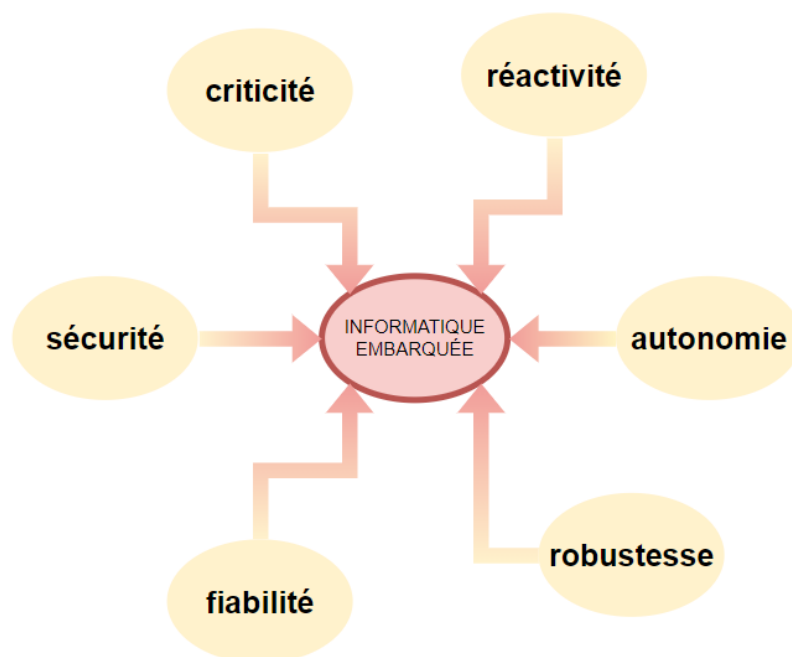 criticité
réactivité
sécurité
INFORMATIQUE
EMBARQUÉE
autonomie
fiabilité
robustesse